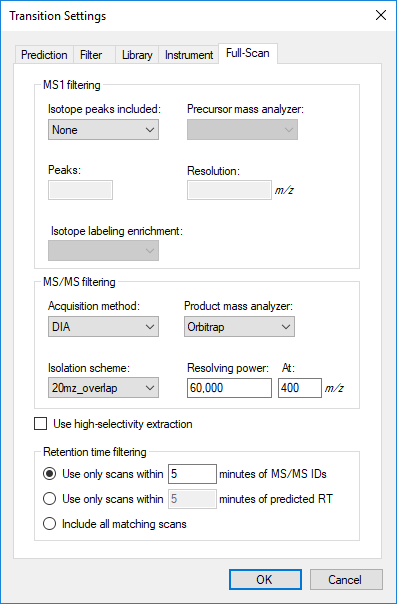 Transition Settings
Prediction Filter Library Instrument Full-Scan
MS1 filtering
Isotope peaks included: Precursor mass analyzer:
None
Peaks: Resolution:
m/z
Isotope labeling enrichment:
MS/MS filtering
Acquisition method: Product mass analyzer:
DIA Orbitrap
Isolation scheme: Resolving power: At:
20mz_overlap 60,000 400 m/z
Use high-selectivity extraction
Retention time filtering
Use only scans within 5 minutes of MS/MS IDs
Use only scans within 5 minutes of predicted RT
Include all matching scans
OK Cancel